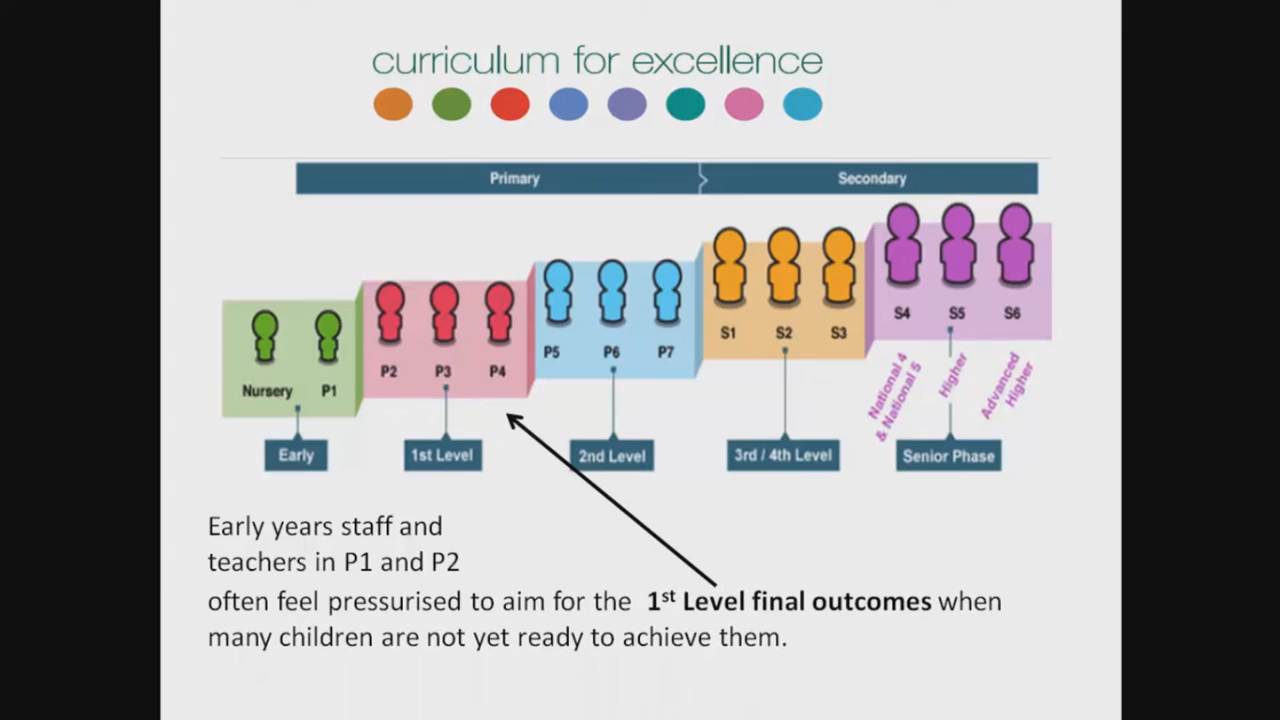 curriculum for excellence
Primary
Secondary
Nursery
P1
P2
P3
P4
P5
P6
P7
S1
S2
S3
S4
S5
S6
National 4
& National 5
Higher
Advanced
Higher
Early
1st Level
2nd Level
3rd / 4th Level
Senior Phase
Early years staff and
teachers in P1 and P2
often feel pressurised to aim for the 1st Level final outcomes when
many children are not yet ready to achieve them.